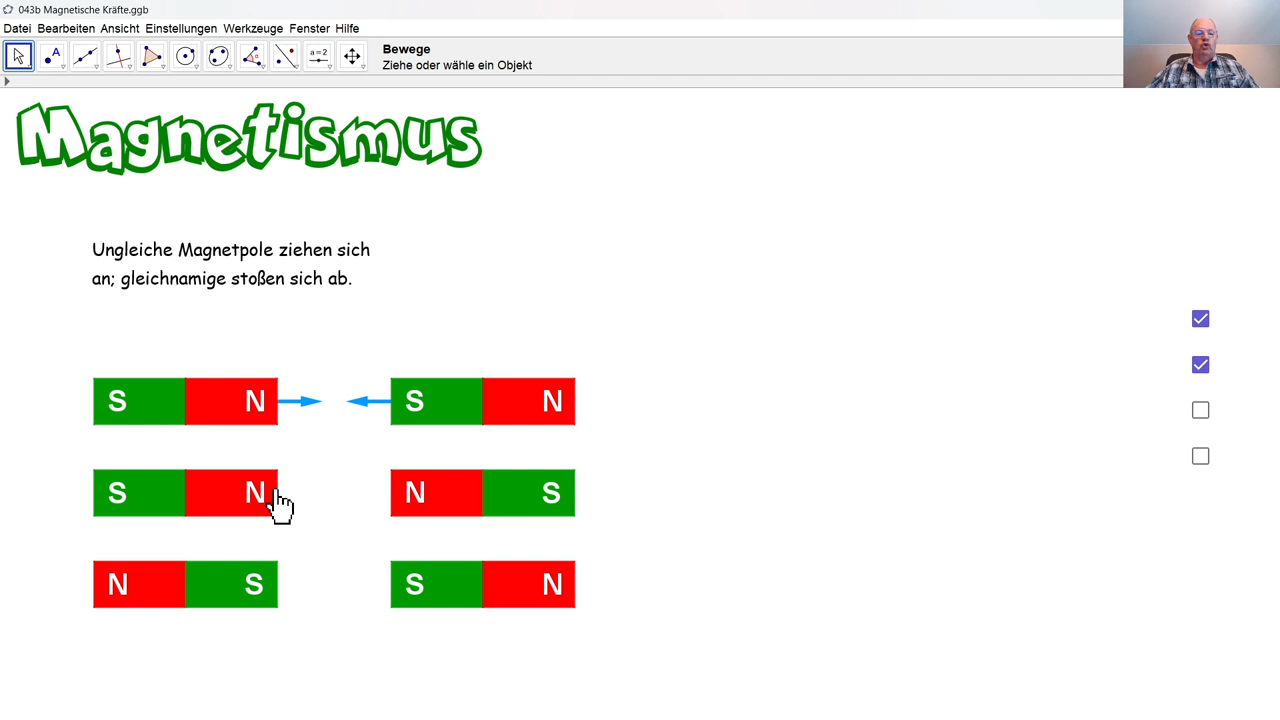 043b Magnetische Kräfte.ggb
Datei Bearbeiten Ansicht Einstellungen Werkzeuge Fenster Hilfe
A
a=2
Bewege
Ziehe oder wähle ein Objekt
Magnetismus
Ungleiche Magnetpole ziehen sich
an; gleichnamige stoßen sich ab.
S N S N
S N N S
N S S N